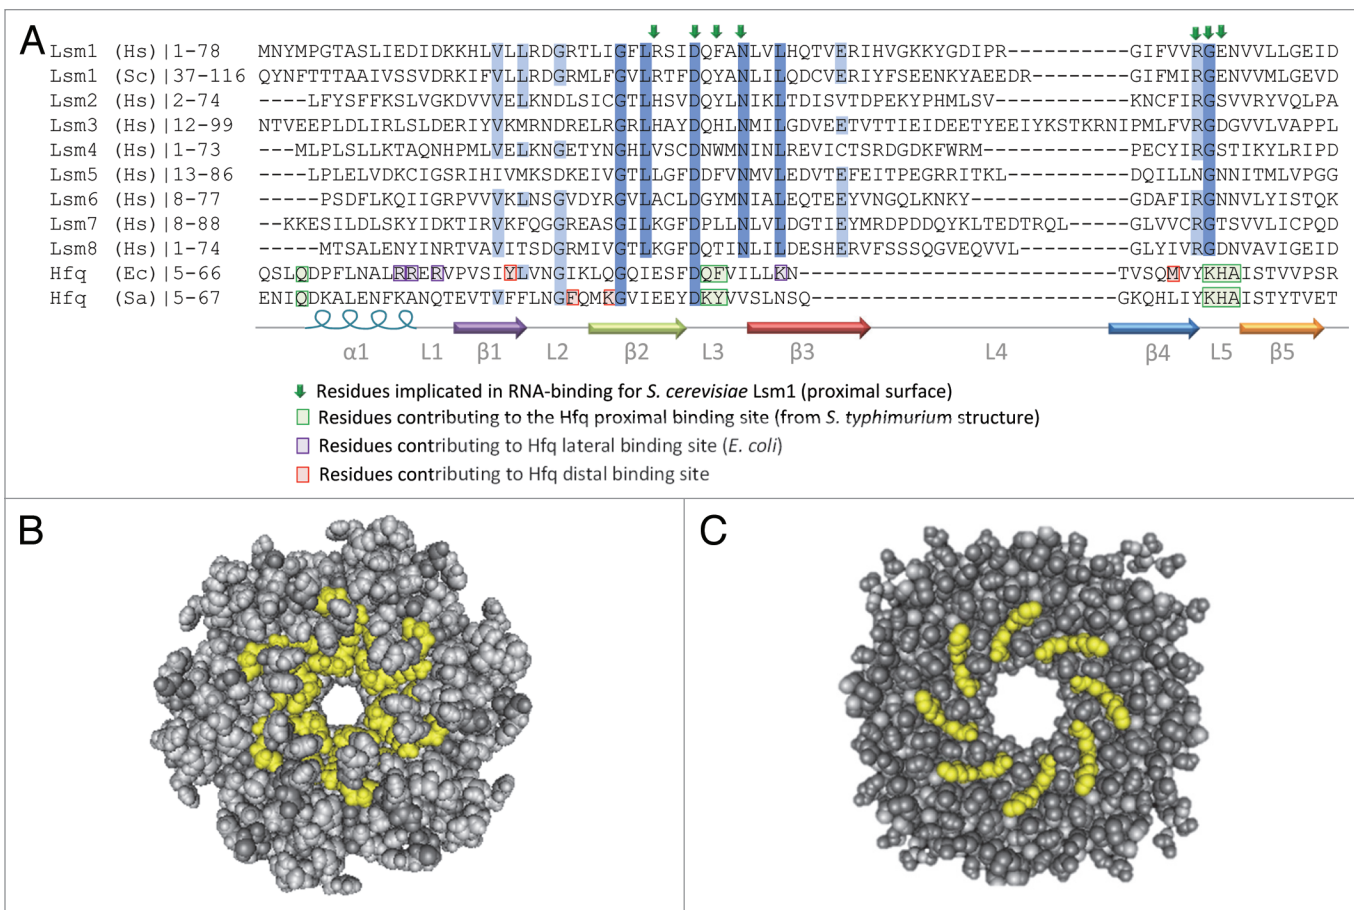 A
Lsm1 (Hs)|1-78 MNYMPGTASLIEDIDKKHLVLLRDGRTLIGFLRSIDQFANLVLHQTVERIHVGKKYGDIPR----------GIFVVRGENVVLLGEID
Lsm1 (Sc)|37-116 QYNFTTTAAIVSSVDRKIFVLLRDGRMLFGVLRTFDQYANLILQDCVERIYFSEENKYAEEDR--------GIFMIRGENVVMLGEVD
Lsm2 (Hs)|2-74 ----LFYSFFKSLVGKDVVVELKNDLSICGTLHSVDQYLNIKLTDISVTDPEKYPHMLSV-----------KNCFIRGSVVRYVQLPA
Lsm3 (Hs)|12-99 NTVEEPLDLIRLSLDERIYVKMRNDRELRGRLHAYDQHLNMILGDVEETVTTIEIDEETYEEIYKSTKRNIPMLFVRGDGVVLVAPPL
Lsm4 (Hs)|1-73 ---MLPLSLLKTAQNHPMLVELKNGETYNGHLVSCDNWMNINLREVICTSRDGDKFWRM------------PECYIRGSTIKYLRIPD
Lsm5 (Hs)|13-86 ----LPLELVDKCIGSRIHIVMKSDKEIVGTLLGFDDFVNMVLEDVTEFEITPEGRRITKL----------DQILLNGNNITMLVPGG
Lsm6 (Hs)|8-77 -----PSDFLKQIIGRPVVVKLNSGVDYRGVLACLDGYMNIALEQTEEYVNGQLKNKY-------------GDAFIRGNNVLYISTQK
Lsm7 (Hs)|8-88 --KKESILDLSKYIDKTIRVKFQGGREASGILKGFDPLLNLVLDGTIEYMRDPDDQYKLTEDTRQL-----GLVVCRGTSVVLICPQD
Lsm8 (Hs)|1-74 -----MTSALENYINRTVAVITSDGRMIVGTLKGFDQTINLILDESHERVFSSSQGVEQVVL---------GLYIVRGDNVAVIGEID
Hfq (Ec)|5-66 QSLQDPFLNALRRERVPVSIYLVNGIKLQGQIESFDQFVILLKN---------------------------TVSQMVYKHAISTVVPSR
Hfq (Sa)|5-67 ENIQDKALENFKANQTEVTVFFLNGFQMKGVIEEYDKYVVSLNSQ-------------------------GKQHLIYKHAISTYTVET
α1 L1 β1 L2 β2 L3 β3 L4 β4 L5 β5
Residues implicated in RNA-binding for S. cerevisiae Lsm1 (proximal surface)
Residues contributing to the Hfq proximal binding site (from S. typhimurium structure)
Residues contributing to Hfq lateral binding site (E. coli)
Residues contributing to Hfq distal binding site
B
C